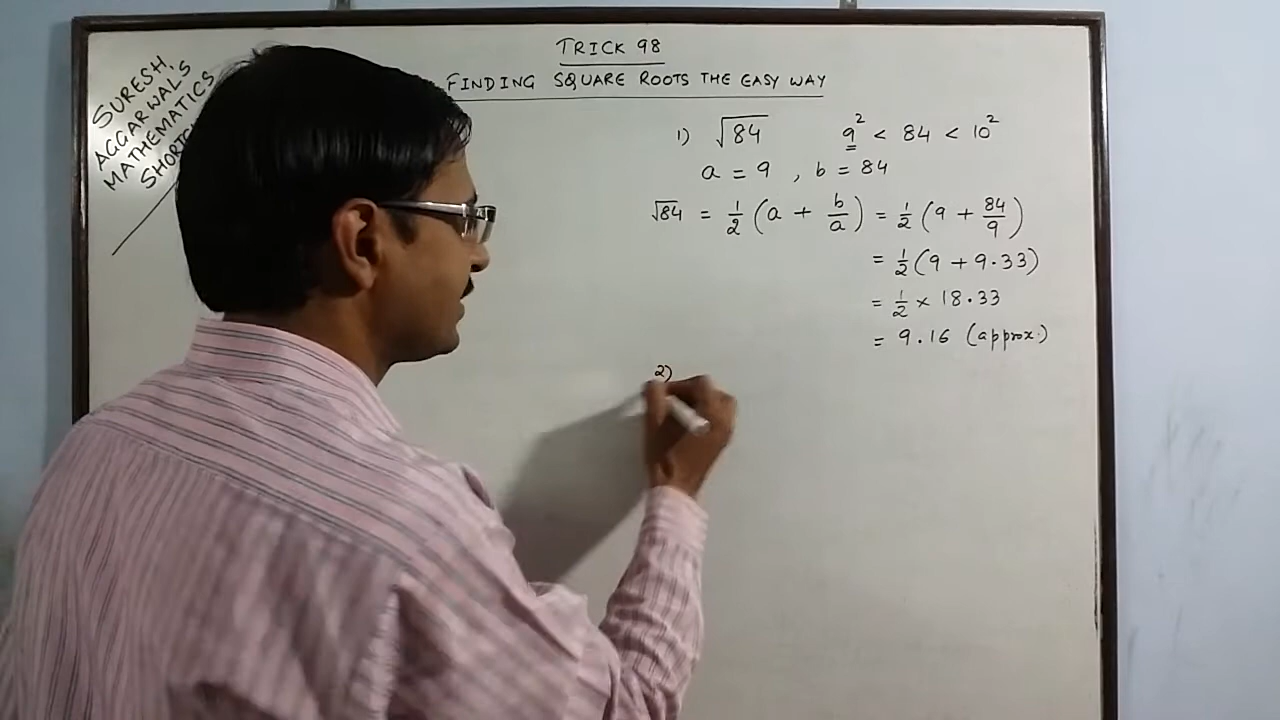 TRICK 98
FINDING SQUARE ROOTS THE EASY WAY
SURESH
AGGARWAL'S
MATHEMATICS
1) √84 9² < 84 < 10²
a = 9 , b = 84
√84 = 1/2 (a + b/a) = 1/2 (9 + 84/9)
= 1/2 (9 + 9.33)
= 1/2 × 18.33
= 9.16 (approx.)
2)